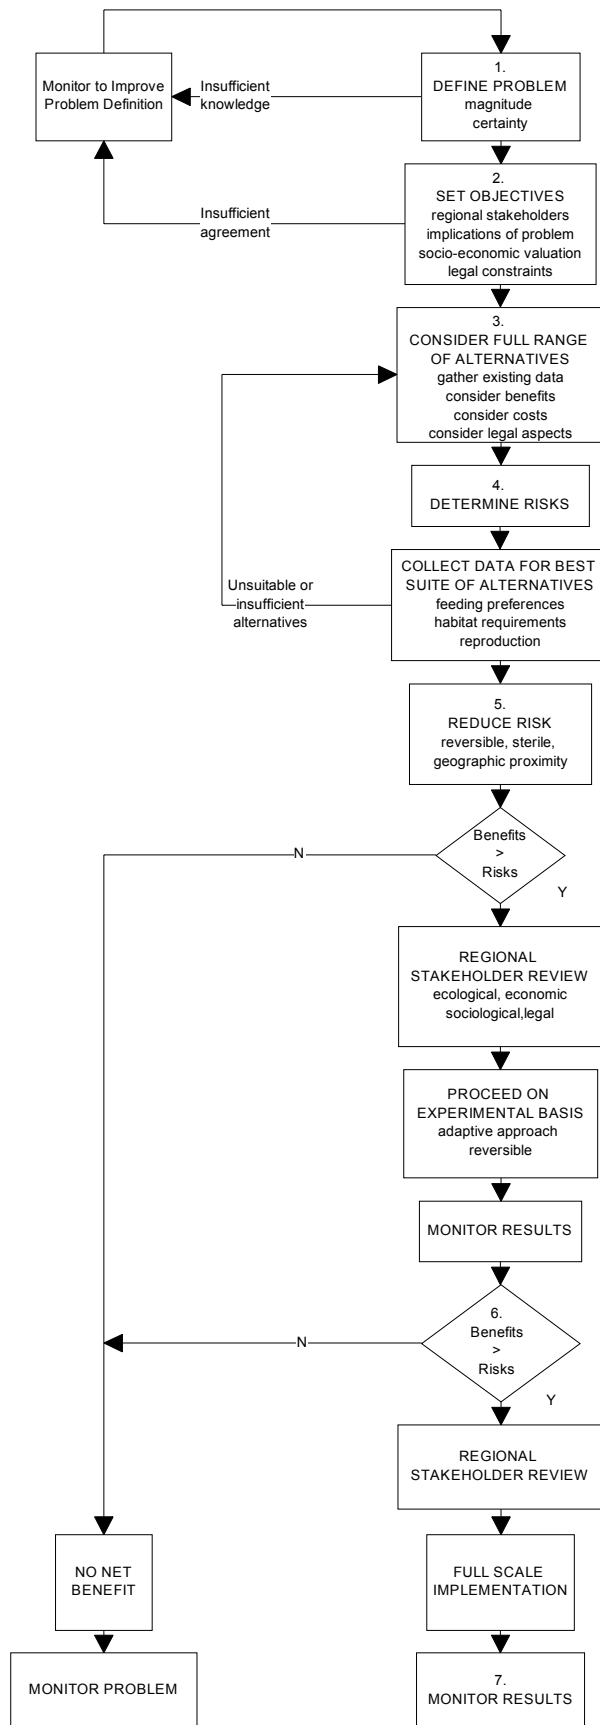 1.
DEFINE PROBLEM
magnitude
certainty
Monitor to Improve
Problem Definition
Insufficient
knowledge
2.
SET OBJECTIVES
regional stakeholders
implications of problem
socio-economic valuation
legal constraints
Insufficient
agreement
3.
CONSIDER FULL RANGE
OF ALTERNATIVES
gather existing data
consider benefits
consider costs
consider legal aspects
4.
DETERMINE RISKS
COLLECT DATA FOR BEST
SUITE OF ALTERNATIVES
feeding preferences
habitat requirements
reproduction
Unsuitable or
insufficient
alternatives
5.
REDUCE RISK
reversible, sterile,
geographic proximity
Benefits
>
Risks
N
Y
REGIONAL
STAKEHOLDER REVIEW
ecological, economic
sociological,legal
PROCEED ON
EXPERIMENTAL BASIS
adaptive approach
reversible
MONITOR RESULTS
6.
Benefits
>
Risks
N
Y
REGIONAL
STAKEHOLDER REVIEW
NO NET
BENEFIT
FULL SCALE
IMPLEMENTATION
MONITOR PROBLEM
7.
MONITOR RESULTS